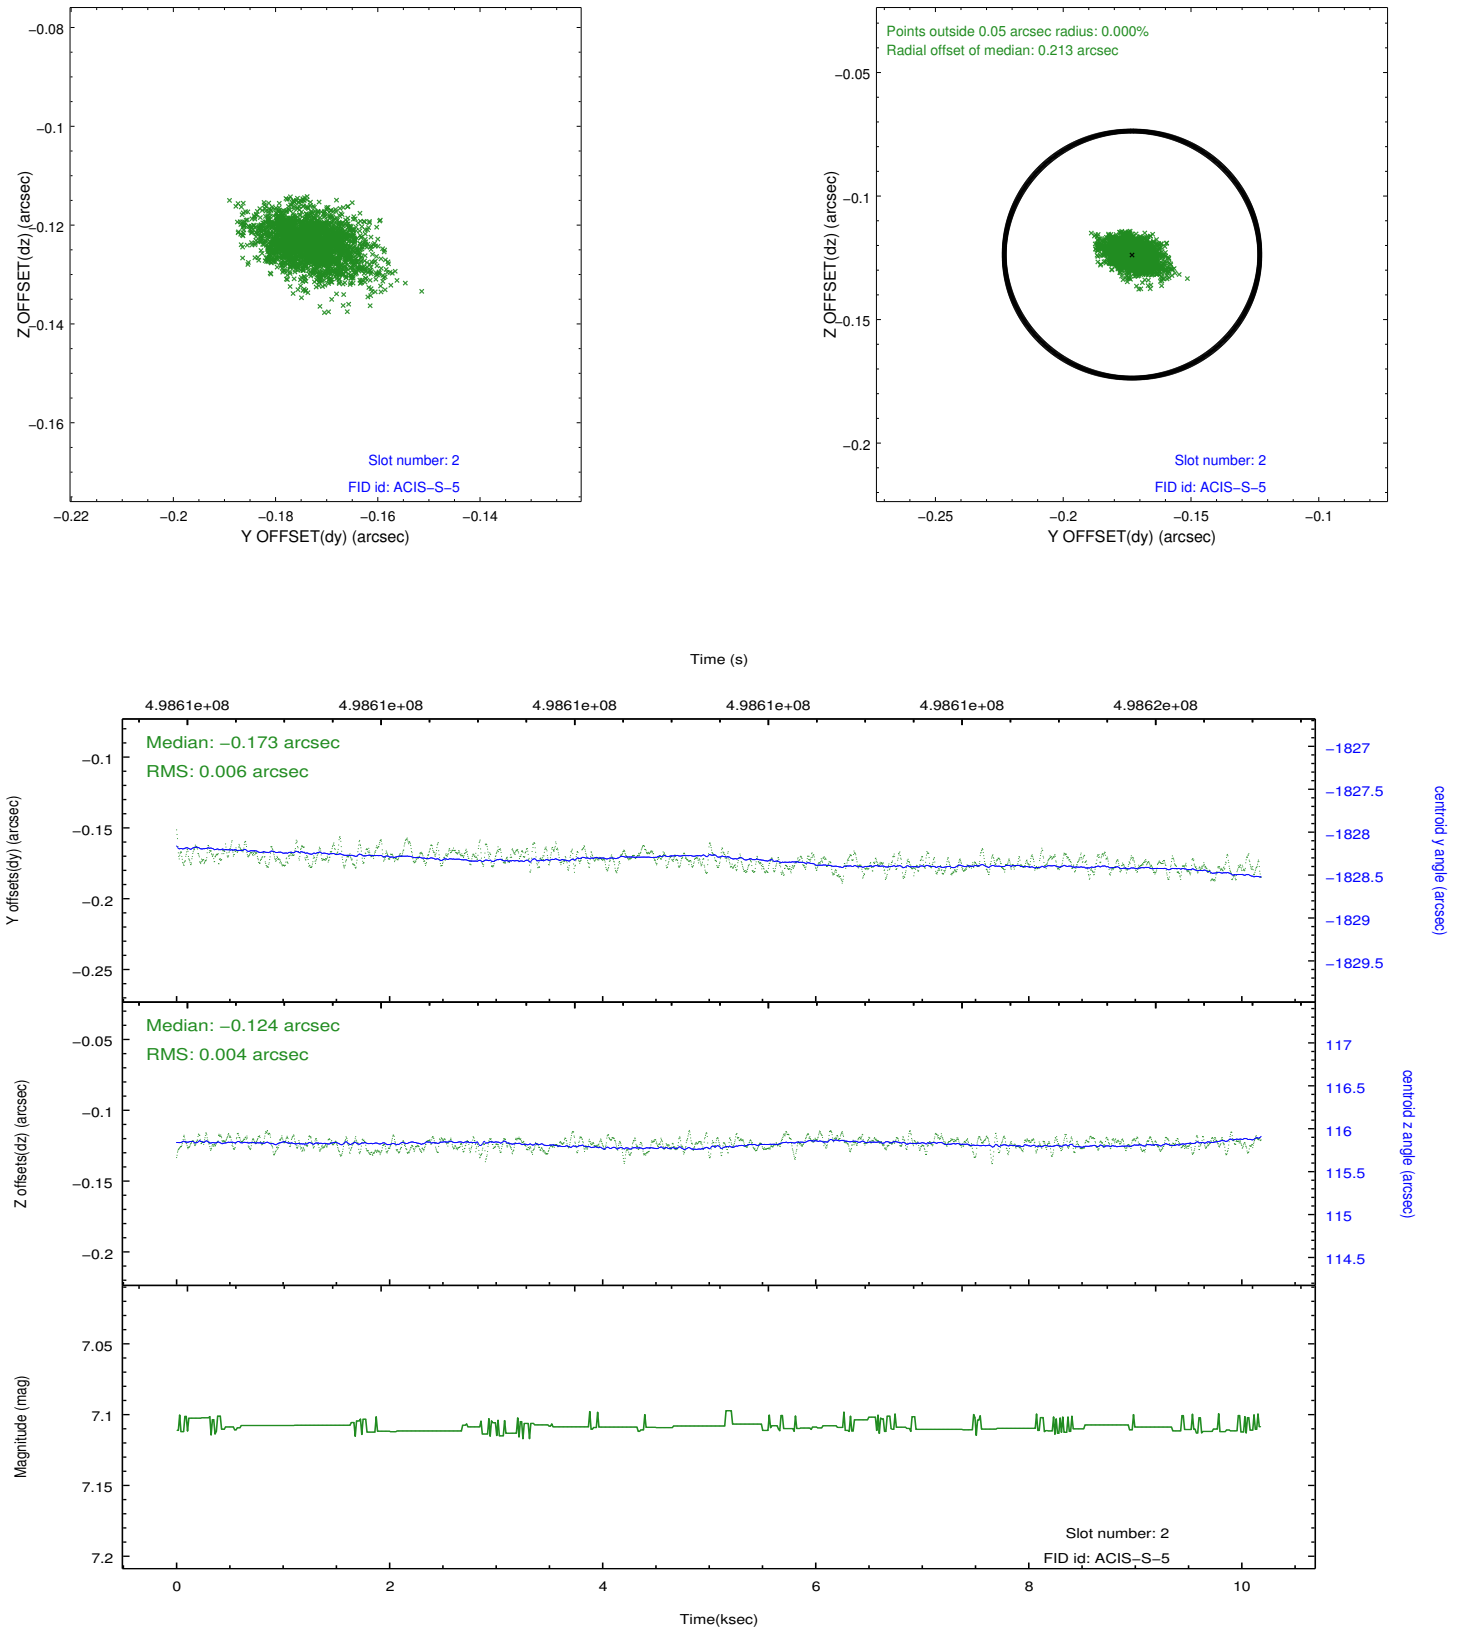 −0.08
−0.1
−0.12
−0.14
−0.16
Z OFFSET(dz) (arcsec)
Slot number: 2
FID id: ACIS−S−5
−0.22
−0.2
−0.18
−0.16
−0.14
Y OFFSET(dy) (arcsec)
Points outside 0.05 arcsec radius: 0.000%
Radial offset of median: 0.213 arcsec
−0.05
−0.1
−0.15
−0.2
Z OFFSET(dz) (arcsec)
Slot number: 2
FID id: ACIS−S−5
−0.25
−0.2
−0.15
−0.1
Y OFFSET(dy) (arcsec)
Time (s)
4.9861e+08
4.9861e+08
4.9861e+08
4.9861e+08
4.9861e+08
4.9862e+08
Median: −0.173 arcsec
RMS: 0.006 arcsec
−0.1
−0.15
−0.2
−0.25
Y offsets(dy) (arcsec)
−1827
−1827.5
−1828
−1828.5
−1829
−1829.5
centroid y angle (arcsec)
Median: −0.124 arcsec
RMS: 0.004 arcsec
−0.05
−0.1
−0.15
−0.2
Z offsets(dz) (arcsec)
117
116.5
116
115.5
115
114.5
centroid z angle (arcsec)
7.05
7.1
7.15
7.2
Magnitude (mag)
Slot number: 2
FID id: ACIS−S−5
0
2
4
6
8
10
Time(ksec)